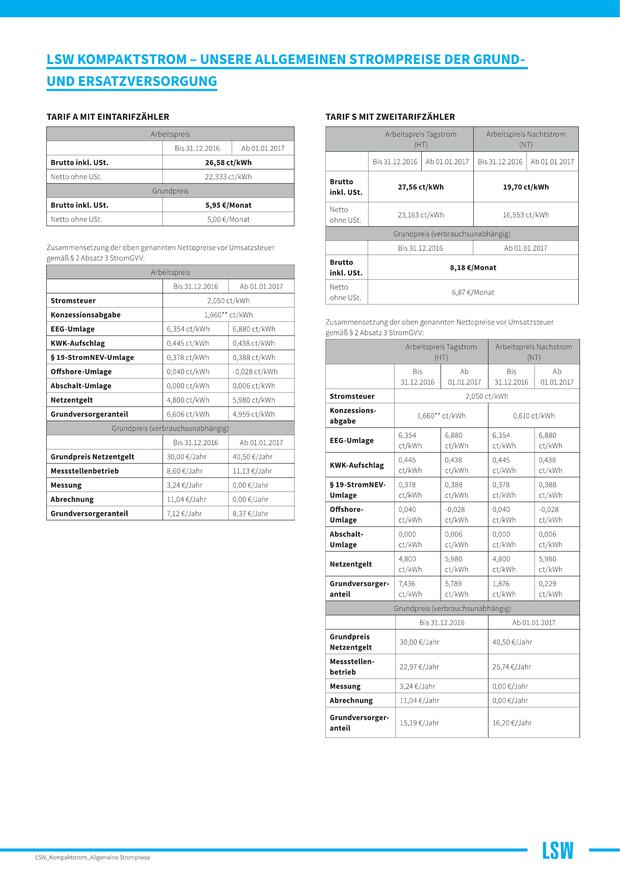 LSW KOMPAKTSTROM – UNSERE ALLGEMEINEN STROMPREISE DER GRUND-
UND ERSATZVERSORGUNG
TARIF A MIT EINTARIFZÄHLER
Arbeitspreis
Bis 31.12.2016 Ab 01.01.2017
Brutto inkl. USt. 26,58 ct/kWh
Netto ohne USt. 22,333 ct/kWh
Grundpreis
Brutto inkl. USt. 5,95 €/Monat
Netto ohne USt. 5,00 €/Monat
Zusammensetzung der oben genannten Nettopreise vor Umsatzsteuer
gemäß § 2 Absatz 3 StromGVV:
Arbeitspreis
Bis 31.12.2016 Ab 01.01.2017
Stromsteuer 2,050 ct/kWh
Konzessionsabgabe 1,660** ct/kWh
EEG-Umlage 6,354 ct/kWh 6,880 ct/kWh
KWK-Aufschlag 0,445 ct/kWh 0,438 ct/kWh
§ 19-StromNEV-Umlage 0,378 ct/kWh 0,388 ct/kWh
Offshore-Umlage 0,040 ct/kWh -0,028 ct/kWh
Abschalt-Umlage 0,000 ct/kWh 0,006 ct/kWh
Netzentgelt 4,800 ct/kWh 5,980 ct/kWh
Grundversorgeranteil 6,606 ct/kWh 4,959 ct/kWh
Grundpreis (verbrauchsunabhängig)
Bis 31.12.2016 Ab 01.01.2017
Grundpreis Netzentgelt 30,00 €/Jahr 40,50 €/Jahr
Messstellenbetrieb 8,60 €/Jahr 11,13 €/Jahr
Messung 3,24 €/Jahr 0,00 €/Jahr
Abrechnung 11,04 €/Jahr 0,00 €/Jahr
Grundversorgeranteil 7,12 €/Jahr 8,37 €/Jahr
TARIF S MIT ZWEITARIFZÄHLER
Arbeitspreis Tagstrom Arbeitspreis Nachtstrom
(HT) (NT)
Bis 31.12.2016 Ab 01.01.2017 Bis 31.12.2016 Ab 01.01.2017
Brutto
inkl. USt. 27,56 ct/kWh 19,70 ct/kWh
Netto
ohne USt. 23,163 ct/kWh 16,553 ct/kWh
Grundpreis (verbrauchsunabhängig)
Bis 31.12.2016 Ab 01.01.2017
Brutto
inkl. USt. 8,18 €/Monat
Netto
ohne USt. 6,87 €/Monat
Zusammensetzung der oben genannten Nettopreise vor Umsatzsteuer
gemäß § 2 Absatz 3 StromGVV:
Arbeitspreis Tagstrom Arbeitspreis Nachtstrom
(HT) (NT)
Bis Ab Bis Ab
31.12.2016 01.01.2017 31.12.2016 01.01.2017
Stromsteuer 2,050 ct/kWh
Konzessions-
abgabe 1,660** ct/kWh 0,610 ct/kWh
EEG-Umlage 6,354 6,880 6,354 6,880
ct/kWh ct/kWh ct/kWh ct/kWh
KWK-Aufschlag 0,445 0,438 0,445 0,438
ct/kWh ct/kWh ct/kWh ct/kWh
§ 19-StromNEV- 0,378 0,388 0,378 0,388
Umlage ct/kWh ct/kWh ct/kWh ct/kWh
Offshore- 0,040 -0,028 0,040 -0,028
Umlage ct/kWh ct/kWh ct/kWh ct/kWh
Abschalt- 0,000 0,006 0,000 0,006
Umlage ct/kWh ct/kWh ct/kWh ct/kWh
Netzentgelt 4,800 5,980 4,800 5,980
ct/kWh ct/kWh ct/kWh ct/kWh
Grundversorger- 7,436 5,789 1,876 0,229
anteil ct/kWh ct/kWh ct/kWh ct/kWh
Grundpreis (verbrauchsunabhängig)
Bis 31.12.2016 Ab 01.01.2017
Grundpreis
Netzentgelt 30,00 €/Jahr 40,50 €/Jahr
Messstellen-
betrieb 22,97 €/Jahr 25,74 €/Jahr
Messung 3,24 €/Jahr 0,00 €/Jahr
Abrechnung 11,04 €/Jahr 0,00 €/Jahr
Grundversorger-
anteil 15,19 €/Jahr 16,20 €/Jahr
LSW_Kompaktstrom_Allgemeine Strompreise
LSW